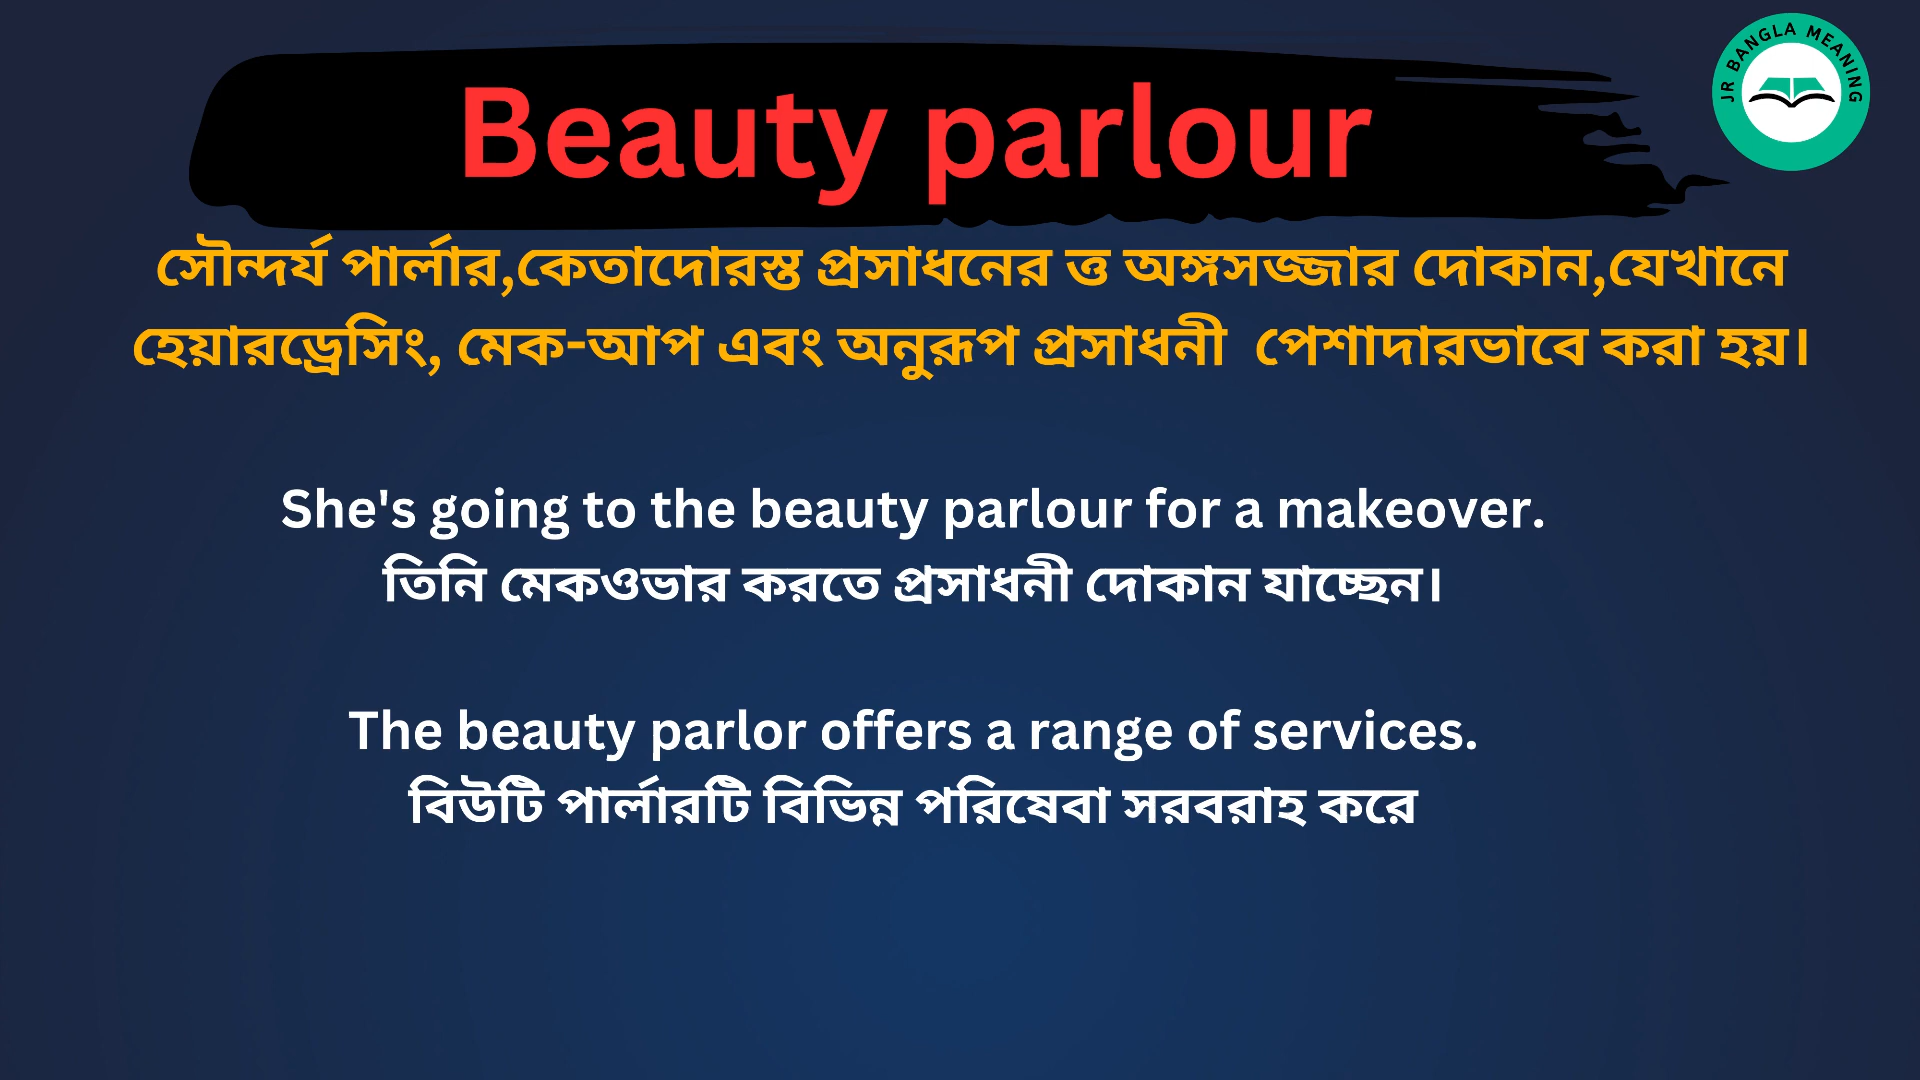 JR BANGLA MEANING
Beauty parlour
সৌন্দর্য পার্লার,কেতাদোরস্ত প্রসাধনের ত্ত অঙ্গসজ্জার দোকান,যেখানে
হেয়ারড্রেসিং, মেক-আপ এবং অনুরূপ প্রসাধনী পেশাদারভাবে করা হয়।
She's going to the beauty parlour for a makeover.
তিনি মেকওভার করতে প্রসাধনী দোকান যাচ্ছেন।
The beauty parlor offers a range of services.
বিউটি পার্লারটি বিভিন্ন পরিষেবা সরবরাহ করে